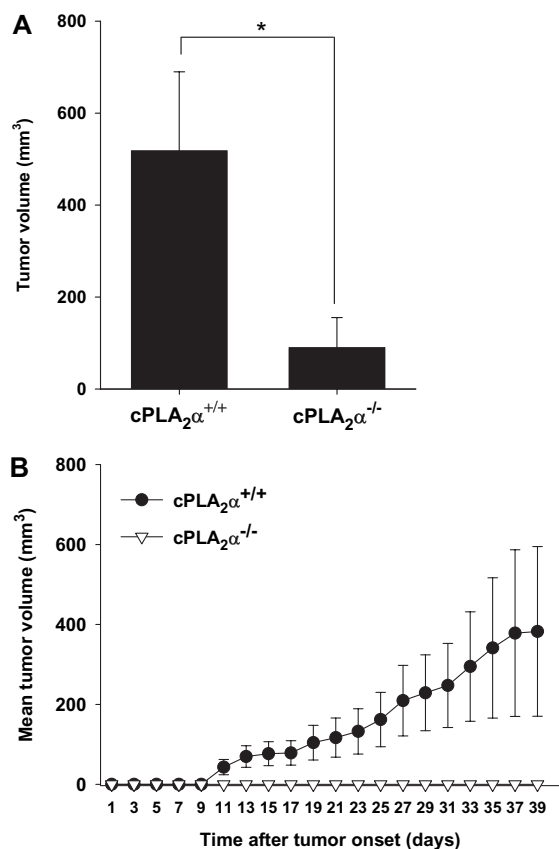 A
800
*
600
400
200
0
Tumor volume (mm³)
cPLA₂α⁺/⁺
cPLA₂α⁻/⁻
B
800
600
400
200
0
Mean tumor volume (mm³)
cPLA₂α⁺/⁺
cPLA₂α⁻/⁻
1 3 5 7 9 11 13 15 17 19 21 23 25 27 29 31 33 35 37 39
Time after tumor onset (days)